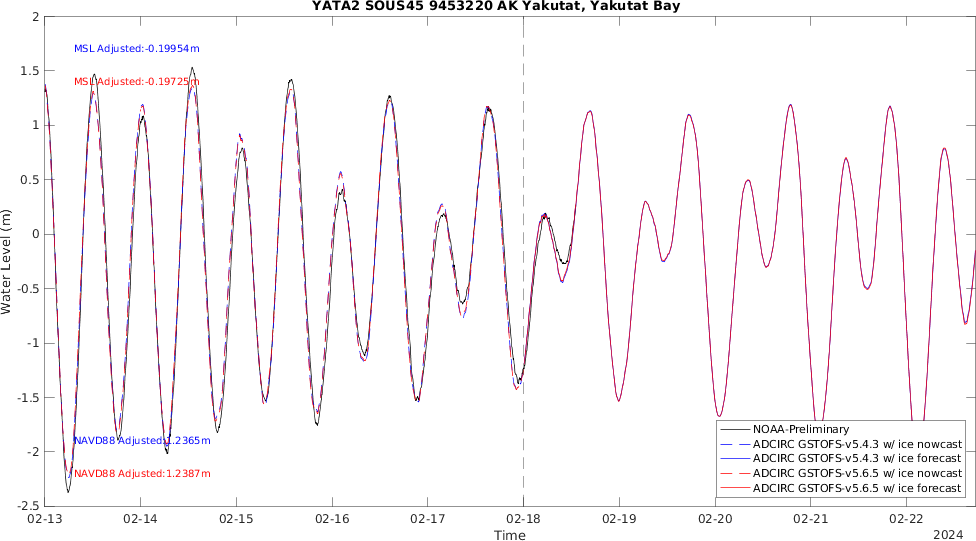 YATA2 SOUS45 9453220 AK Yakutat, Yakutat Bay
2
1.5
1
0.5
0
-0.5
-1
-1.5
-2
-2.5
Water Level (m)
MSL Adjusted:-0.19954m
MSL Adjusted:-0.19725m
NAVD88 Adjusted:1.2365m
NAVD88 Adjusted:1.2387m
NOAA-Preliminary
ADCIRC GSTOFS-v5.4.3 w/ ice nowcast
ADCIRC GSTOFS-v5.4.3 w/ ice forecast
ADCIRC GSTOFS-v5.6.5 w/ ice nowcast
ADCIRC GSTOFS-v5.6.5 w/ ice forecast
02-13 02-14 02-15 02-16 02-17 02-18 02-19 02-20 02-21 02-22
Time
2024